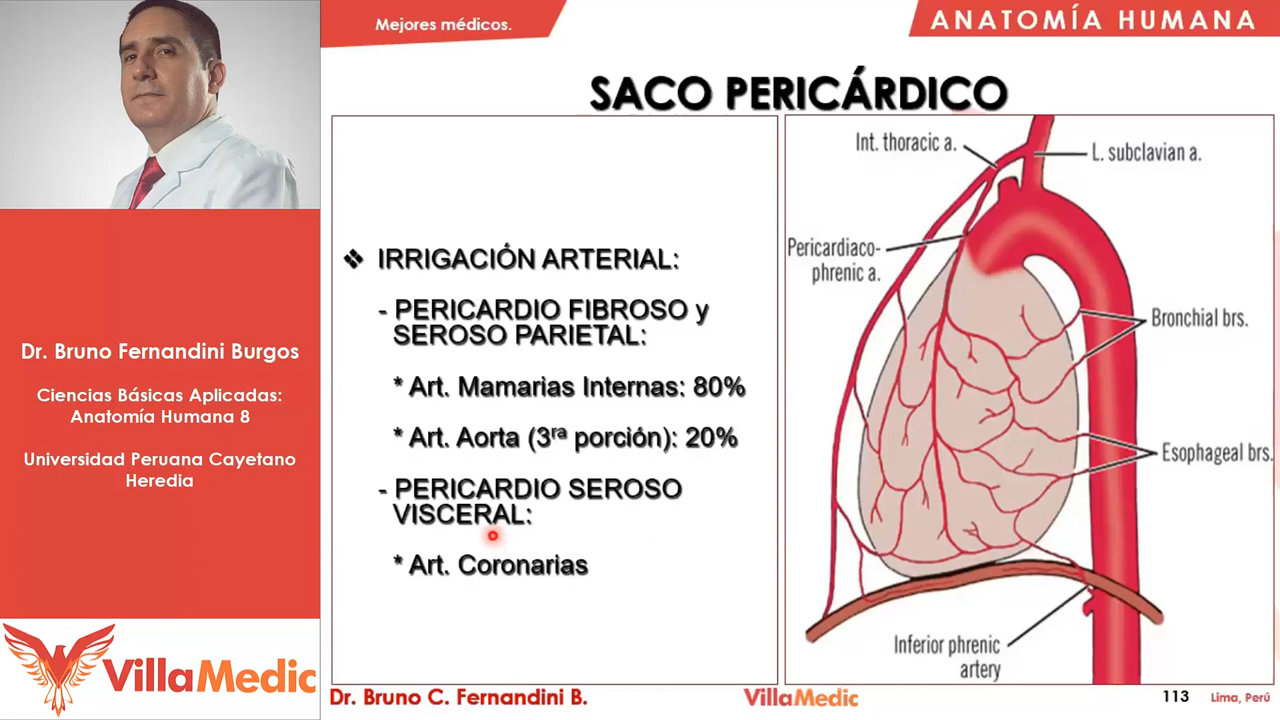 Mejores médicos.
ANATOMÍA HUMANA
SACO PERICÁRDICO
❖ IRRIGACIÓN ARTERIAL:
- PERICARDIO FIBROSO y
SEROSO PARIETAL:
* Art. Mamarias Internas: 80%
* Art. Aorta (3ra porción): 20%
- PERICARDIO SEROSO
VISCERAL:
* Art. Coronarias
Int. thoracic a.
L. subclavian a.
Pericardiaco-
phrenic a.
Bronchial brs.
Esophageal brs.
Inferior phrenic
artery
Dr. Bruno Fernandini Burgos
Ciencias Básicas Aplicadas:
Anatomía Humana 8
Universidad Peruana Cayetano
Heredia
VillaMedic
Dr. Bruno C. Fernandini B.
VillaMedic
113
Lima, Perú